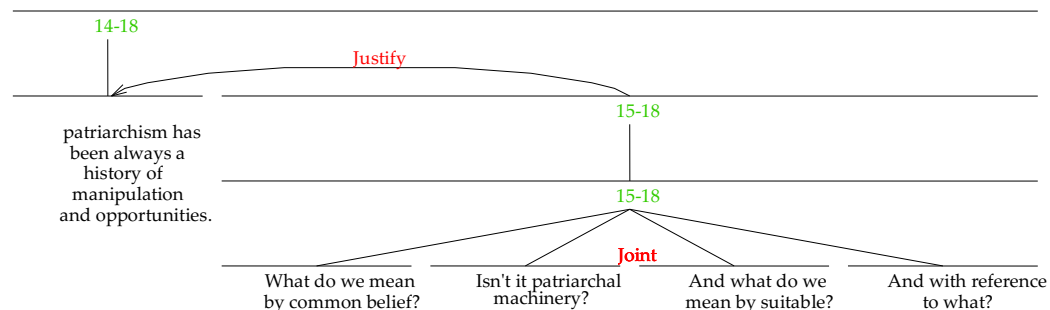 14-18
Justify
15-18
patriarchism has
been always a
history of
manipulation
and opportunities.
15-18
Joint
What do we mean
by common belief?
Isn't it patriarchal
machinery?
And what do we
mean by suitable?
And with reference
to what?